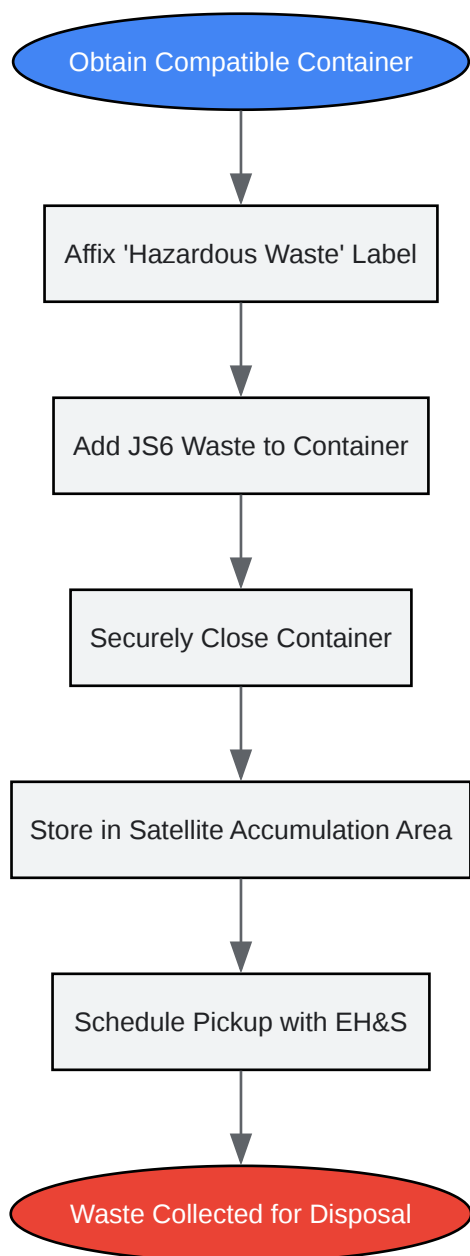 Obtain Compatible Container
Affix 'Hazardous Waste' Label
Add JS6 Waste to Container
Securely Close Container
Store in Satellite Accumulation Area
Schedule Pickup with EH&S
Waste Collected for Disposal